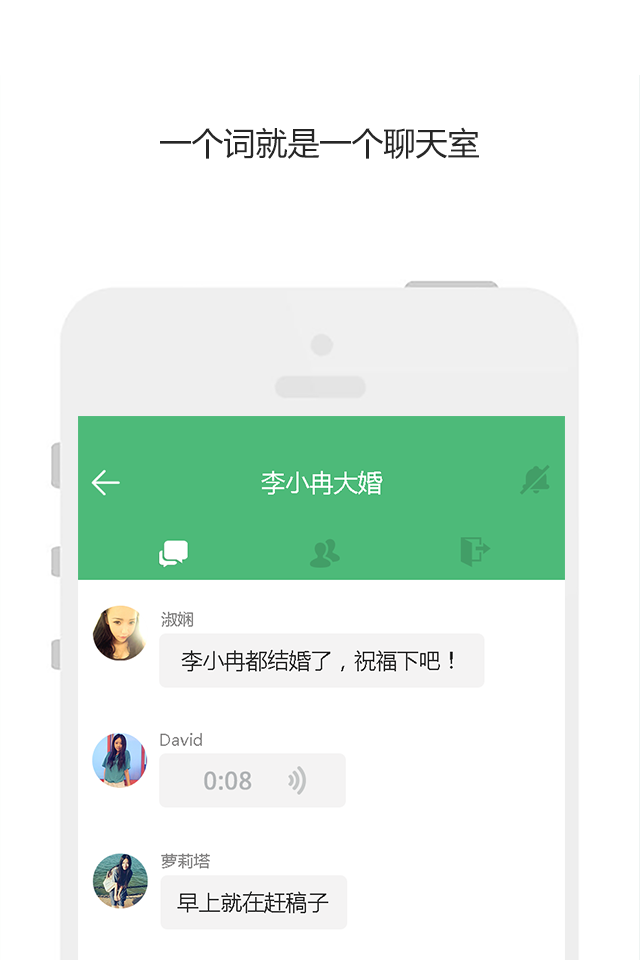 一个词就是一个聊天室
李小冉大婚
淑娴
李小冉都结婚了，祝福下吧！
David
0:08
萝莉塔
早上就在赶稿子